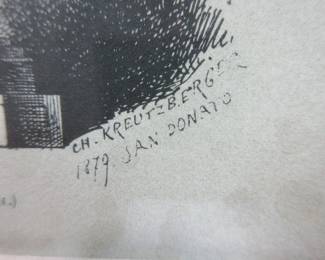 CH. KREUTZBERGER
1879. SAN DONATO